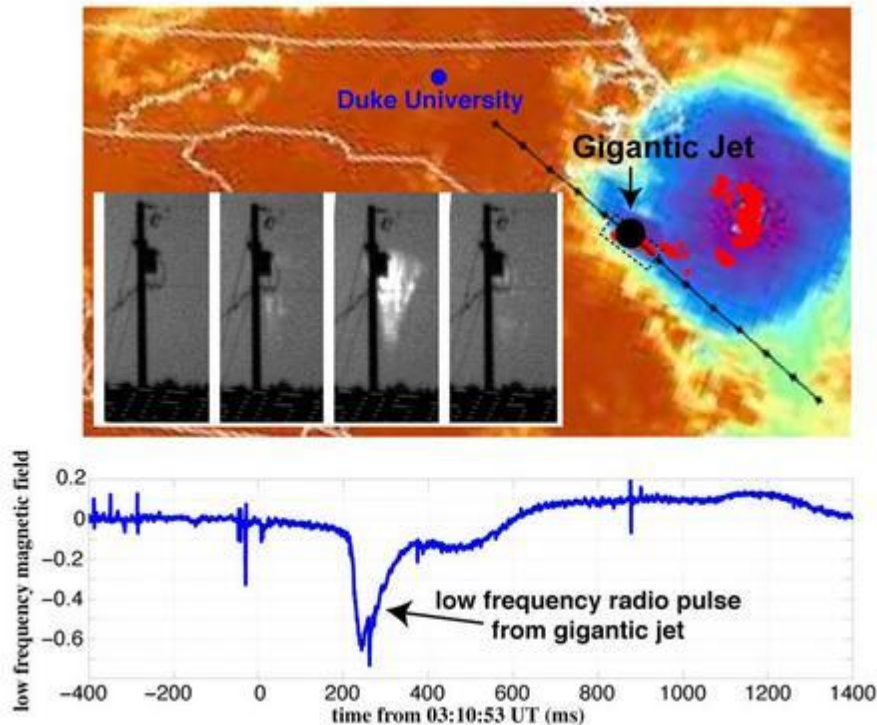 Duke University
Gigantic Jet
0.2
0
-0.2
-0.4
-0.6
low frequency magnetic field
low frequency radio pulse
from gigantic jet
−400 −200 0 200 400 600 800 1000 1200 1400
time from 03:10:53 UT (ms)